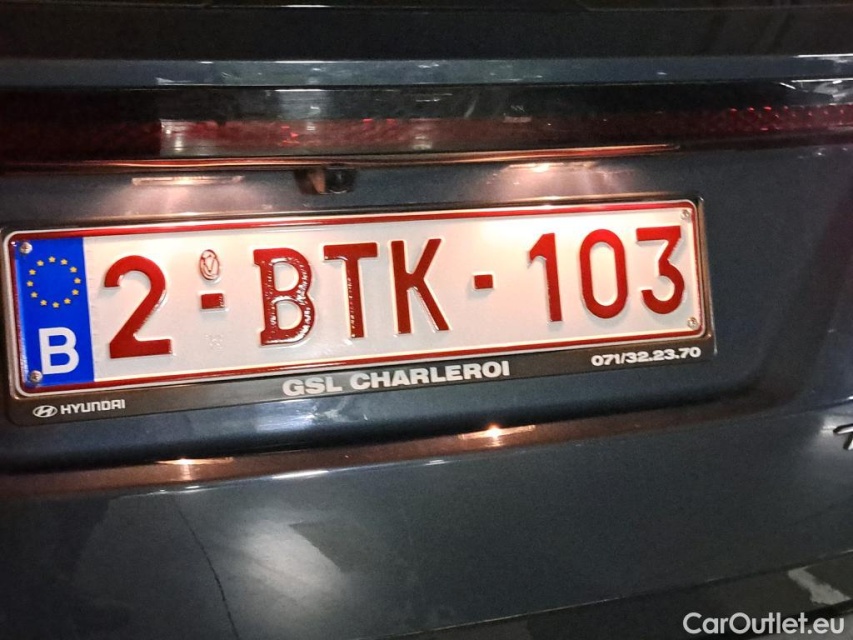 B 2-BTK-103
HYUNDAI GSL CHARLEROI 071/32.23.70
CarOutlet.eu